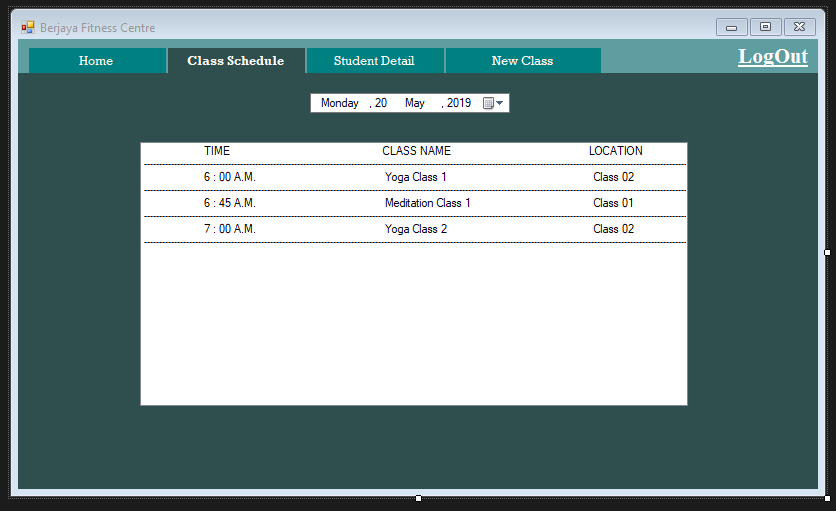 Berjaya Fitness Centre
Home Class Schedule Student Detail New Class LogOut
Monday , 20 May , 2019
TIME CLASS NAME LOCATION
6 : 00 A.M. Yoga Class 1 Class 02
6 : 45 A.M. Meditation Class 1 Class 01
7 : 00 A.M. Yoga Class 2 Class 02